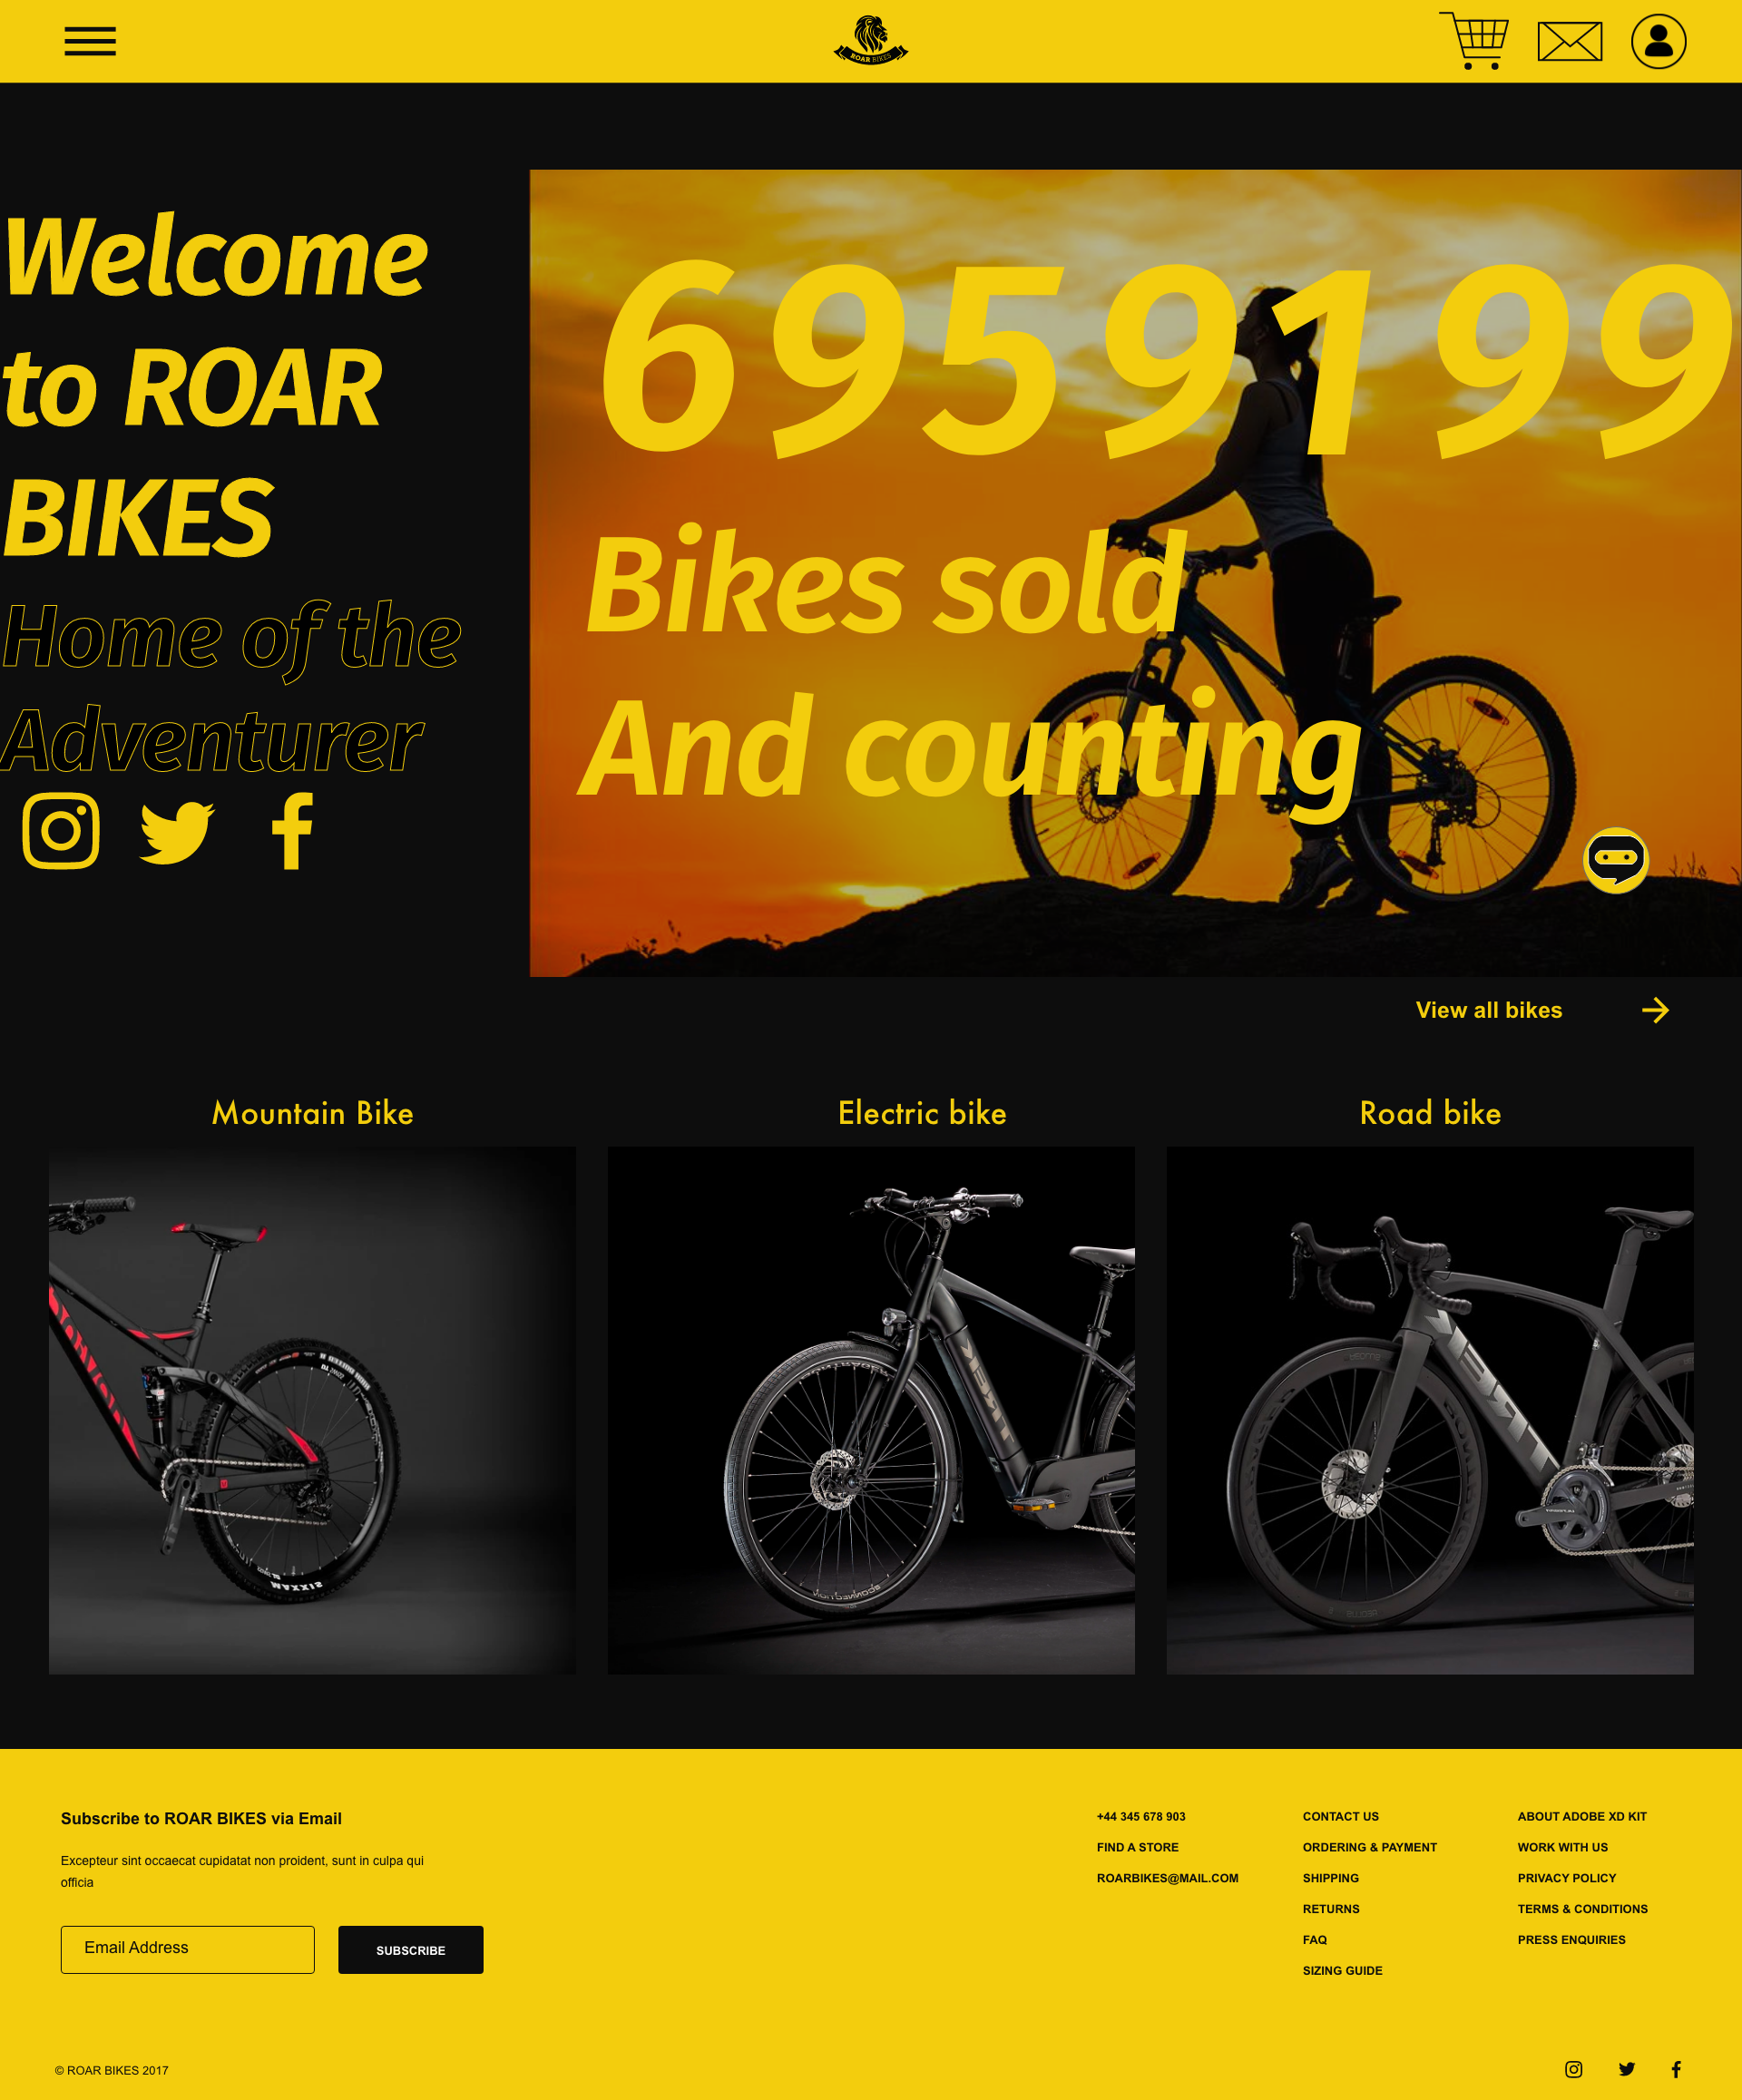 ROAR BIKES
Welcome
to ROAR
BIKES
Home of the
Adventurer
6959199
Bikes sold
And counting
View all bikes
Mountain Bike
Electric bike
Road bike
MAXXIS
Subscribe to ROAR BIKES via Email
Excepteur sint occaecat cupidatat non proident, sunt in culpa qui
officia
Email Address
SUBSCRIBE
+44 345 678 903
FIND A STORE
ROARBIKES@MAIL.COM
CONTACT US
ORDERING & PAYMENT
SHIPPING
RETURNS
FAQ
SIZING GUIDE
ABOUT ADOBE XD KIT
WORK WITH US
PRIVACY POLICY
TERMS & CONDITIONS
PRESS ENQUIRIES
© ROAR BIKES 2017